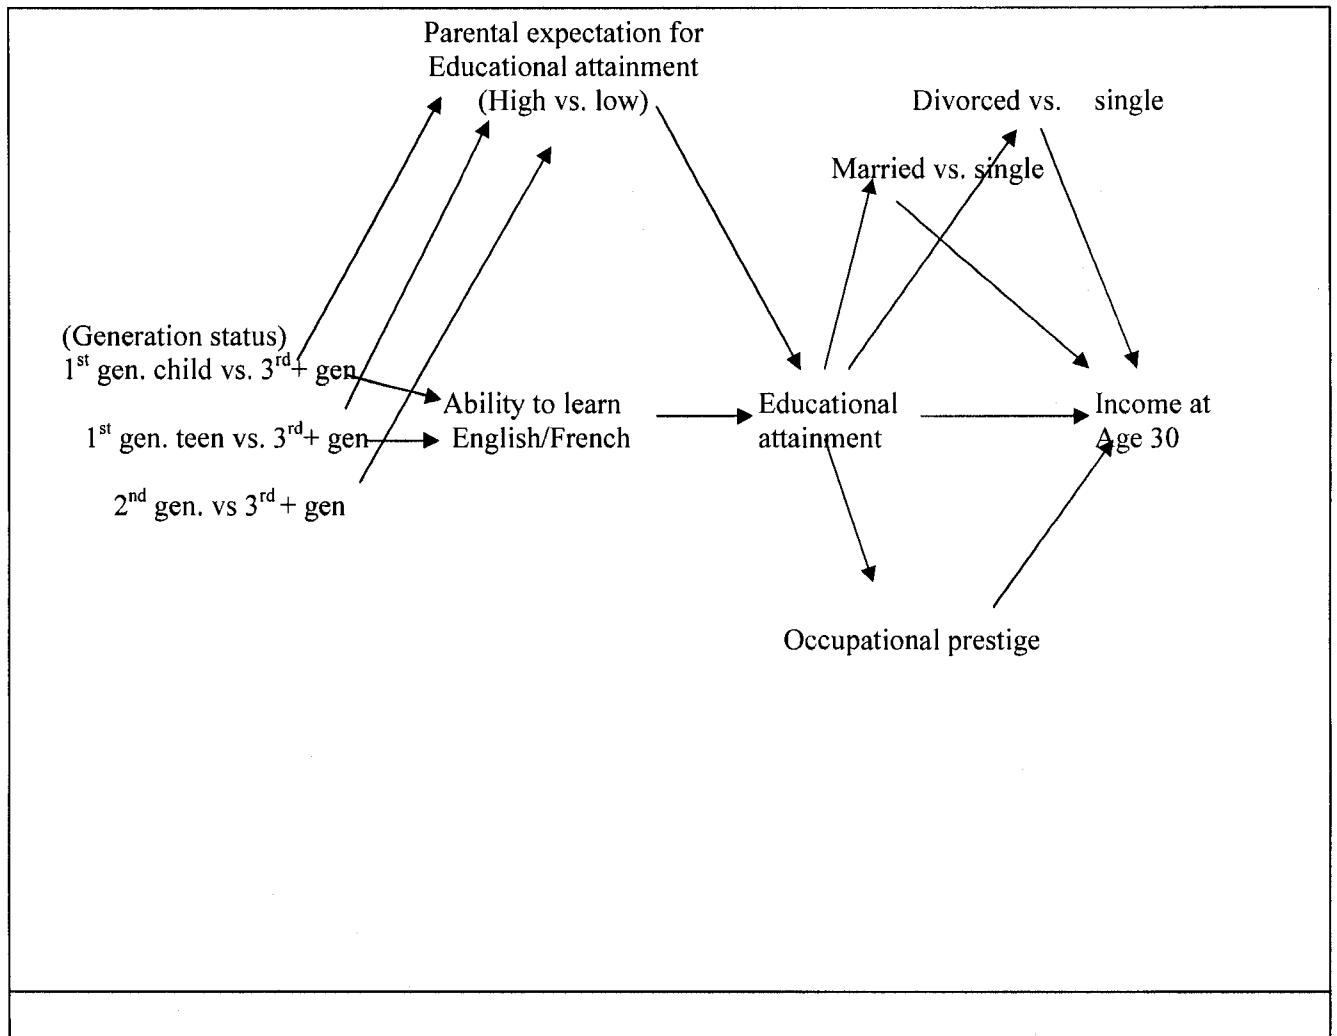 Parental expectation for
Educational attainment
(High vs. low)
Divorced vs. single
Married vs. single
(Generation status)
1st gen. child vs. 3rd+ gen
1st gen. teen vs. 3rd+ gen
2nd gen. vs 3rd + gen
Ability to learn
English/French
Educational
attainment
Income at
Age 30
Occupational prestige